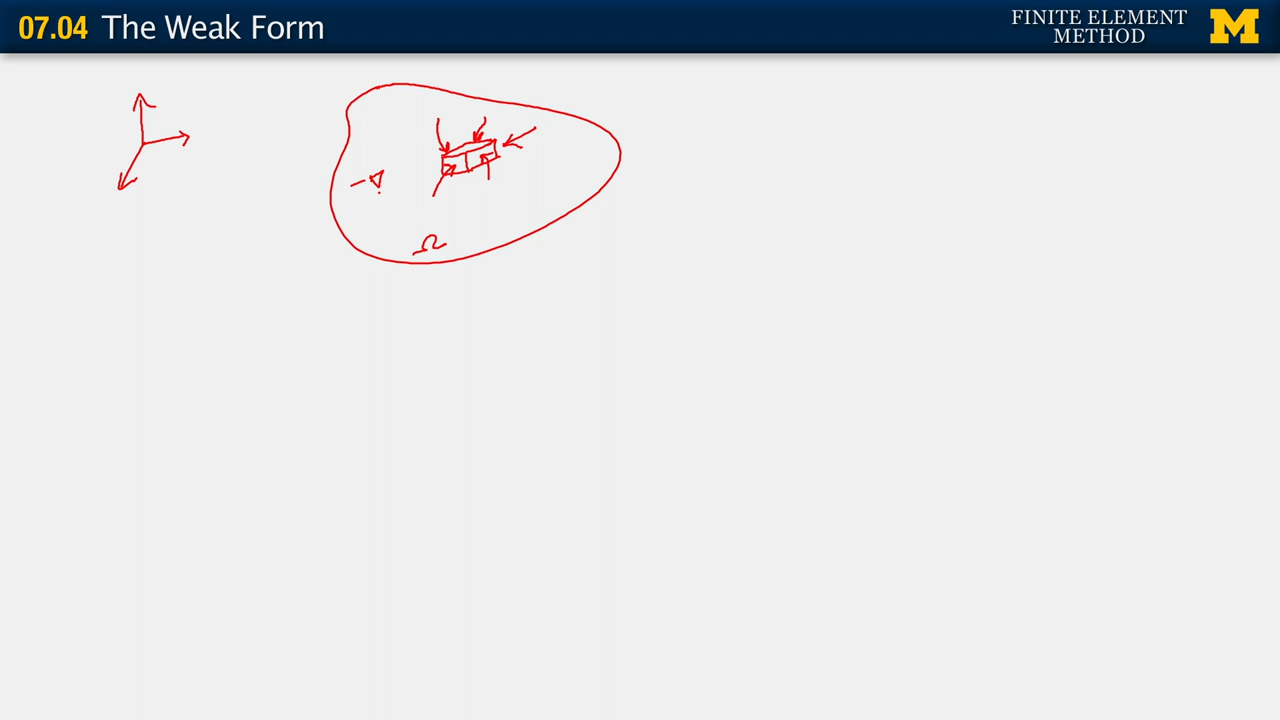 07.04 The Weak Form
FINITE ELEMENT
METHOD
M
-∇
Ω